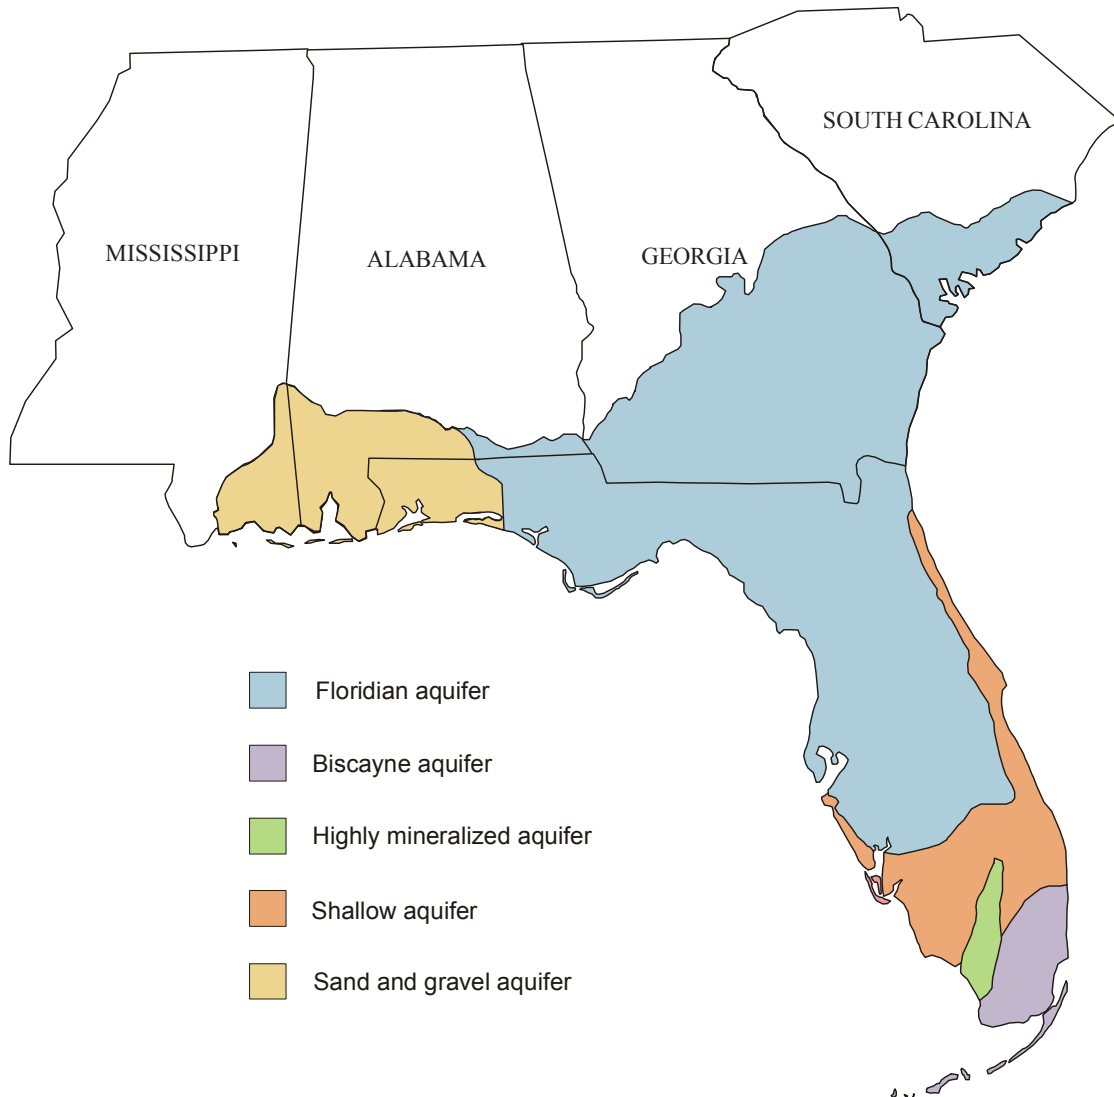 SOUTH CAROLINA
MISSISSIPPI
ALABAMA
GEORGIA
Floridian aquifer
Biscayne aquifer
Highly mineralized aquifer
Shallow aquifer
Sand and gravel aquifer